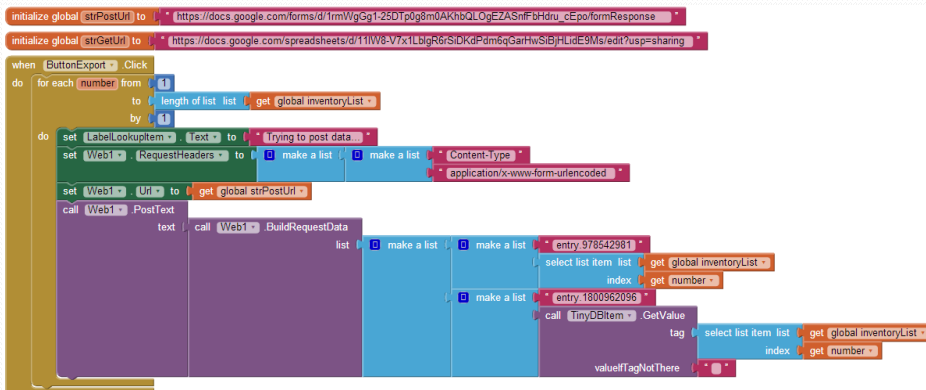 initialize global strPostUrl to " https://docs.google.com/forms/d/1rmWgGg1-25DTp0g8m0AKhbQLOgEZASnfFbHdru_cEpo/formResponse "
initialize global strGetUrl to " https://docs.google.com/spreadsheets/d/11IW8-V7x1LblgR6rSiDKdPdm6qGarHwSiBjHLidE9Ms/edit?usp=sharing "
when ButtonExport .Click
do for each number from 1
to length of list list get global inventoryList
by 1
do set LabelLookupItem . Text to " Trying to post data... "
set Web1 . RequestHeaders to make a list make a list " Content-Type "
" application/x-www-form-urlencoded "
set Web1 . Url to get global strPostUrl
call Web1 .PostText
text call Web1 .BuildRequestData
list make a list make a list " entry.978542981 "
select list item list get global inventoryList
index get number
make a list " entry.1800962096 "
call TinyDBItem .GetValue
tag select list item list get global inventoryList
index get number
valueIfTagNotThere " "